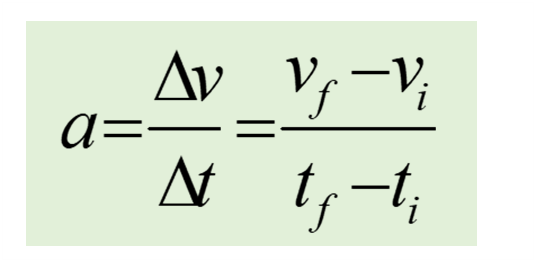 a = Δv/Δt = (v_f − v_i)/(t_f − t_i)